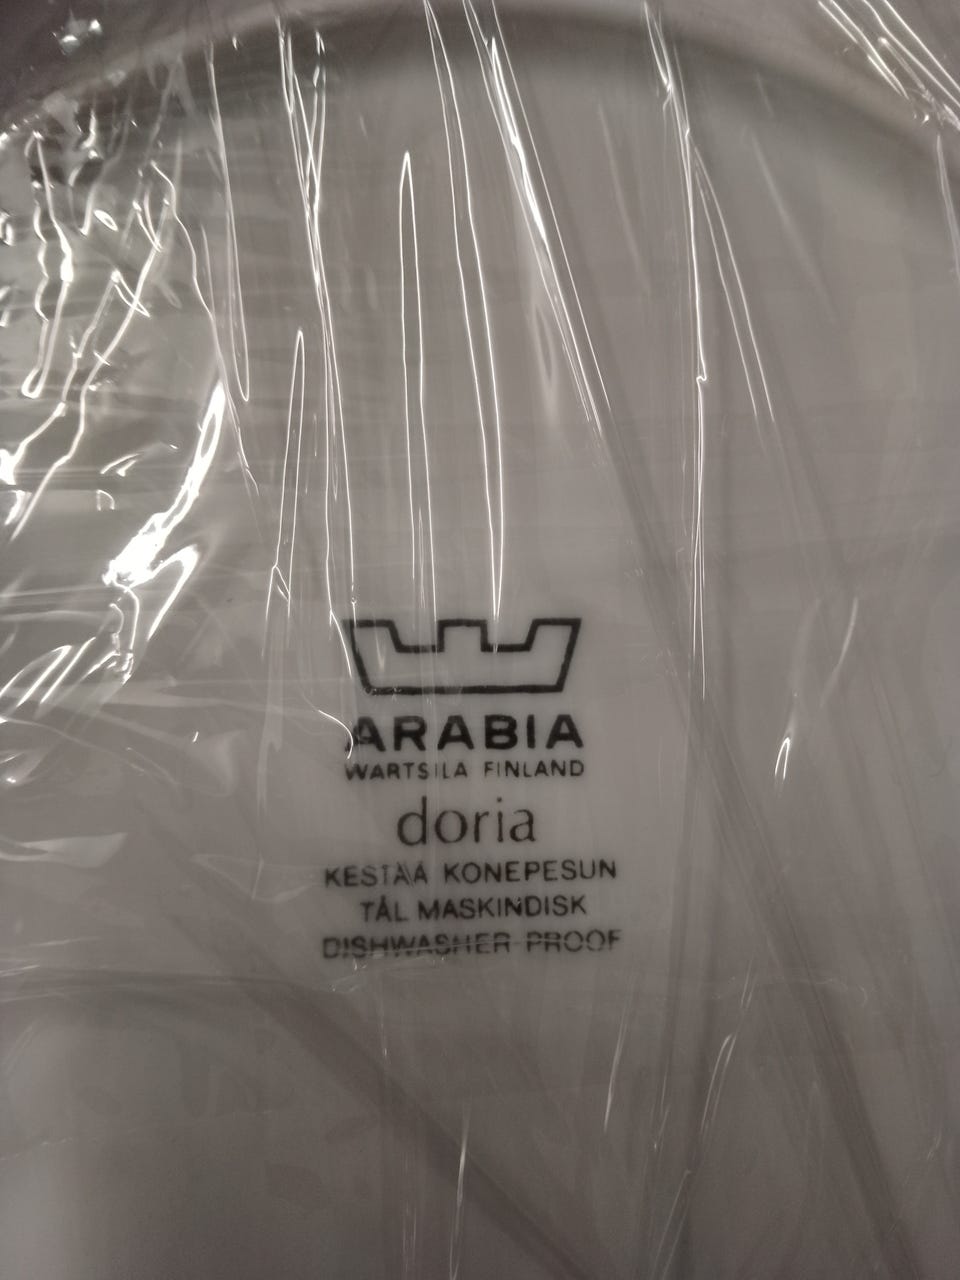 ARABIA
WARTSILA FINLAND
doria
KESTÄÄ KONEPESUN
TÅL MASKINDISK
DISHWASHER PROOF